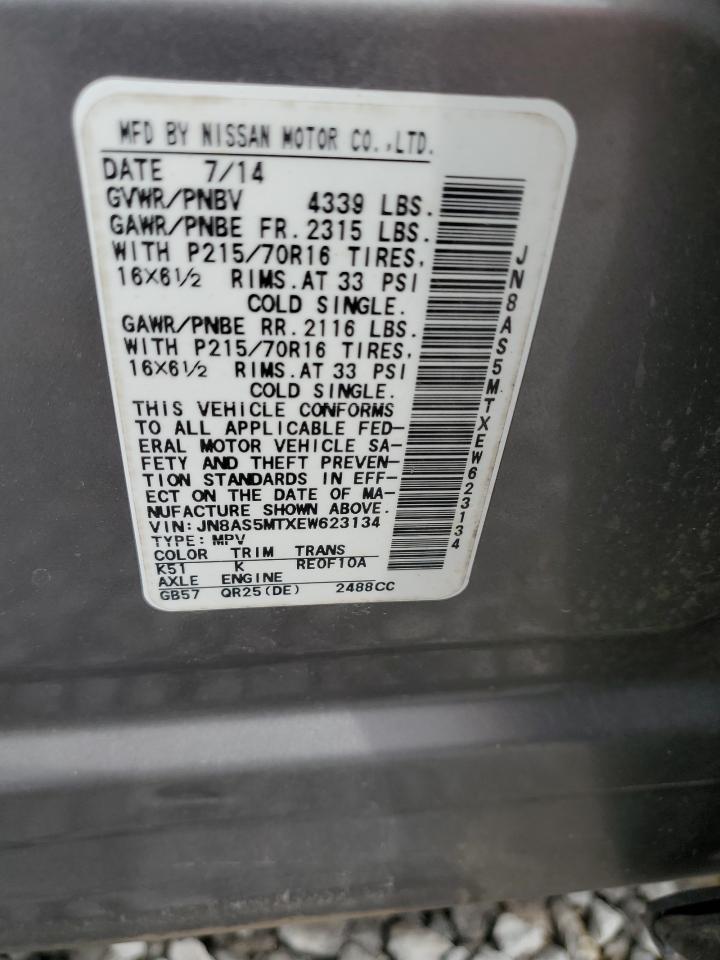 MFD BY NISSAN MOTOR CO.,LTD.
DATE 7/14
GVWR/PNBV 4339 LBS.
GAWR/PNBE FR. 2315 LBS.
WITH P215/70R16 TIRES,
16X6½ RIMS.AT 33 PSI
COLD SINGLE.
GAWR/PNBE RR. 2116 LBS.
WITH P215/70R16 TIRES,
16X6½ RIMS.AT 33 PSI
COLD SINGLE.
THIS VEHICLE CONFORMS
TO ALL APPLICABLE FED-
ERAL MOTOR VEHICLE SA-
FETY AND THEFT PREVEN-
TION STANDARDS IN EFF-
ECT ON THE DATE OF MA-
NUFACTURE SHOWN ABOVE.
VIN: JN8AS5MTXEW623134
TYPE: MPV
COLOR TRIM TRANS
K51 K RE0F10A
AXLE ENGINE
GB57 QR25(DE) 2488CC
JN8AS5MTXEW623134